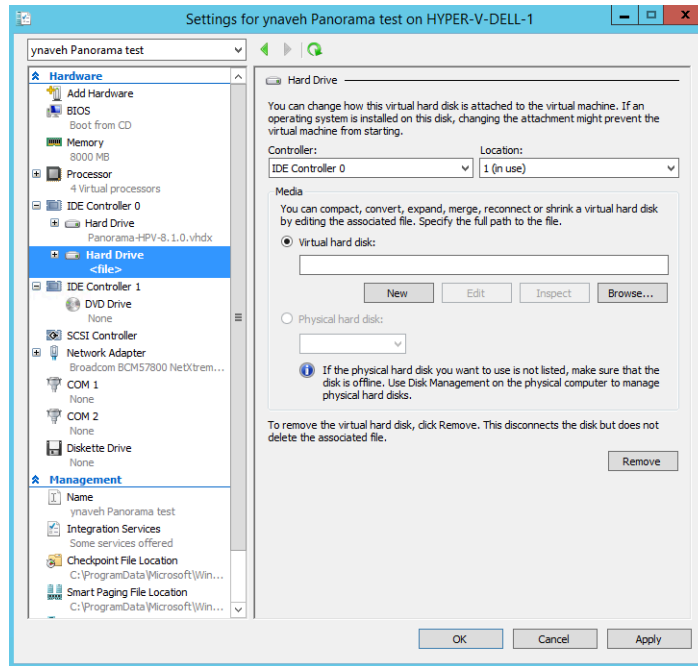 Settings for ynaveh Panorama test on HYPER-V-DELL-1
ynaveh Panorama test
Hardware
Add Hardware
BIOS
Boot from CD
Memory
8000 MB
Processor
4 Virtual processors
IDE Controller 0
Hard Drive
Panorama-HPV-8.1.0.vhdx
Hard Drive
<file>
IDE Controller 1
DVD Drive
None
SCSI Controller
Network Adapter
Broadcom BCM57800 NetXtrem...
COM 1
None
COM 2
None
Diskette Drive
None
Management
Name
ynaveh Panorama test
Integration Services
Some services offered
Checkpoint File Location
C:\ProgramData\Microsoft\Win...
Smart Paging File Location
C:\ProgramData\Microsoft\Win...
Hard Drive
You can change how this virtual hard disk is attached to the virtual machine. If an
operating system is installed on this disk, changing the attachment might prevent the
virtual machine from starting.
Controller: Location:
IDE Controller 0 1 (in use)
Media
You can compact, convert, expand, merge, reconnect or shrink a virtual hard disk
by editing the associated file. Specify the full path to the file.
Virtual hard disk:
New Edit Inspect Browse...
Physical hard disk:
If the physical hard disk you want to use is not listed, make sure that the
disk is offline. Use Disk Management on the physical computer to manage
physical hard disks.
To remove the virtual hard disk, click Remove. This disconnects the disk but does not
delete the associated file.
Remove
OK Cancel Apply